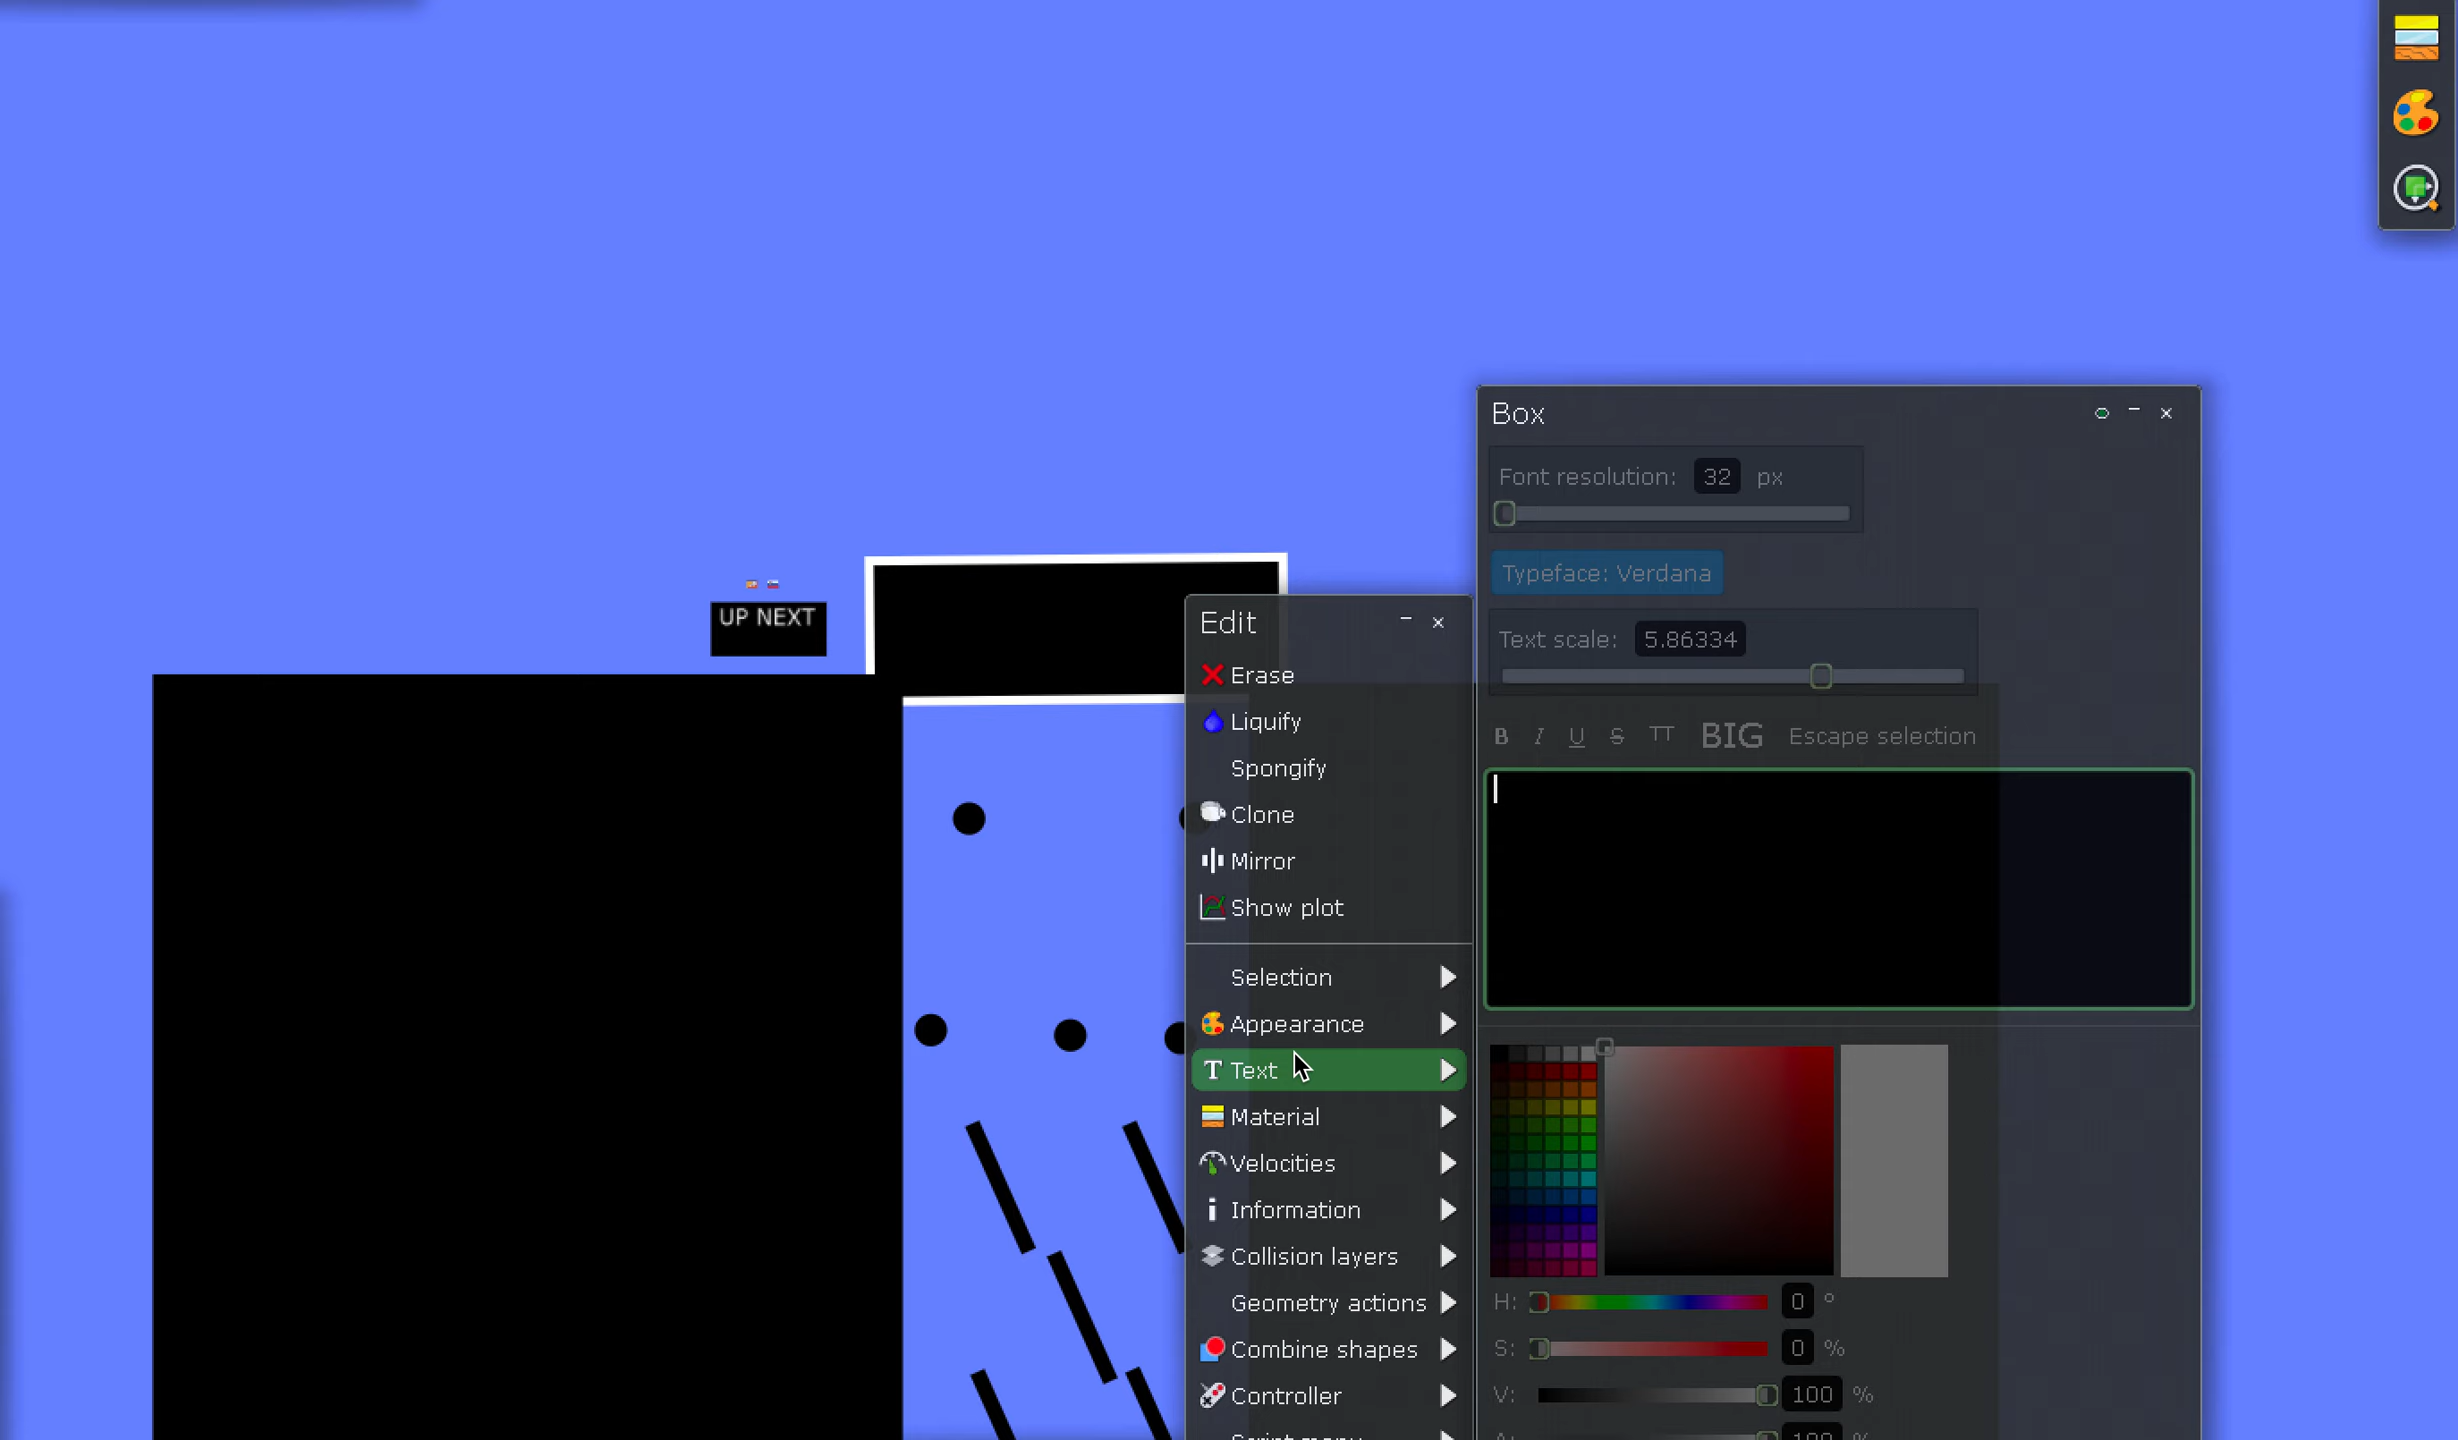 Box
Font resolution: 32 px
Typeface: Verdana
UP NEXT
Edit
Text scale: 5.86334
Erase
Liquify
B I U S TT BIG Escape selection
Spongify
Clone
Mirror
Show plot
Selection
Appearance
T Text
Material
Velocities
i Information
Collision layers
Geometry actions
H: 0 °
Combine shapes
S: 0 %
Controller
V: 100 %